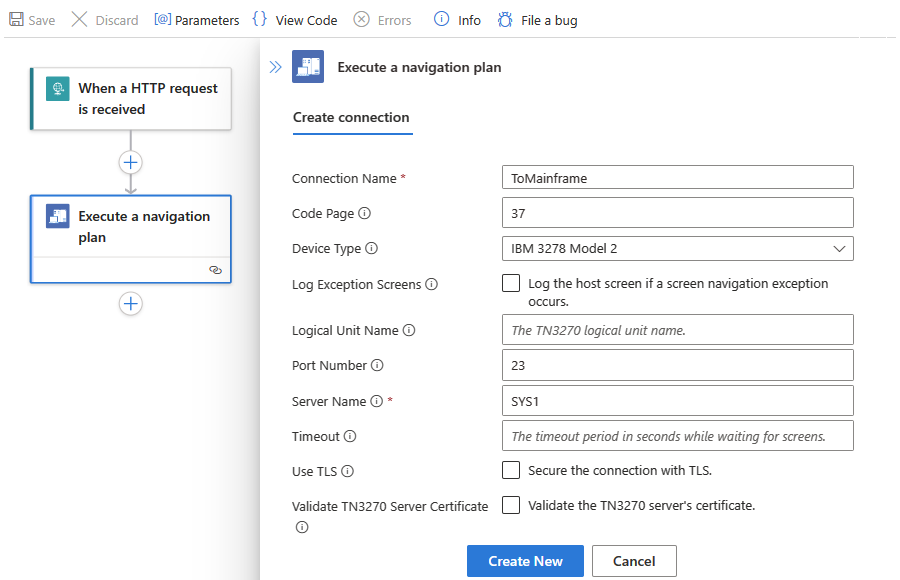 Save Discard [@] Parameters {} View Code Errors Info File a bug
When a HTTP request
is received
Execute a navigation
plan
Execute a navigation plan
Create connection
Connection Name * ToMainframe
Code Page 37
Device Type IBM 3278 Model 2
Log Exception Screens Log the host screen if a screen navigation exception
occurs.
Logical Unit Name The TN3270 logical unit name.
Port Number 23
Server Name * SYS1
Timeout The timeout period in seconds while waiting for screens.
Use TLS Secure the connection with TLS.
Validate TN3270 Server Certificate Validate the TN3270 server's certificate.
Create New Cancel